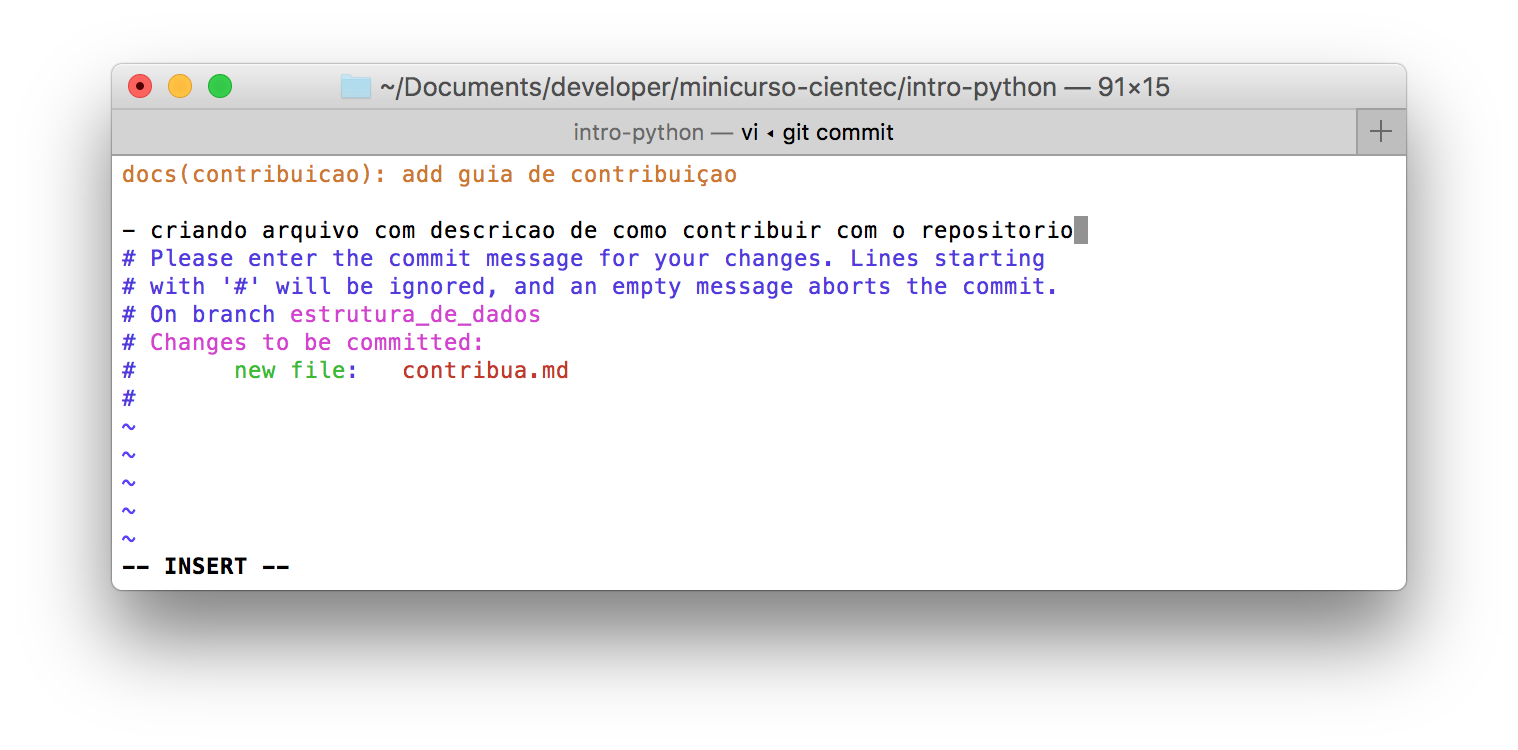 ~/Documents/developer/minicurso-cientec/intro-python — 91×15
intro-python — vi ◂ git commit
docs(contribuicao): add guia de contribuiçao
- criando arquivo com descricao de como contribuir com o repositorio
# Please enter the commit message for your changes. Lines starting
# with '#' will be ignored, and an empty message aborts the commit.
# On branch estrutura_de_dados
# Changes to be committed:
#       new file:   contribua.md
#
~
~
~
~
~
-- INSERT --